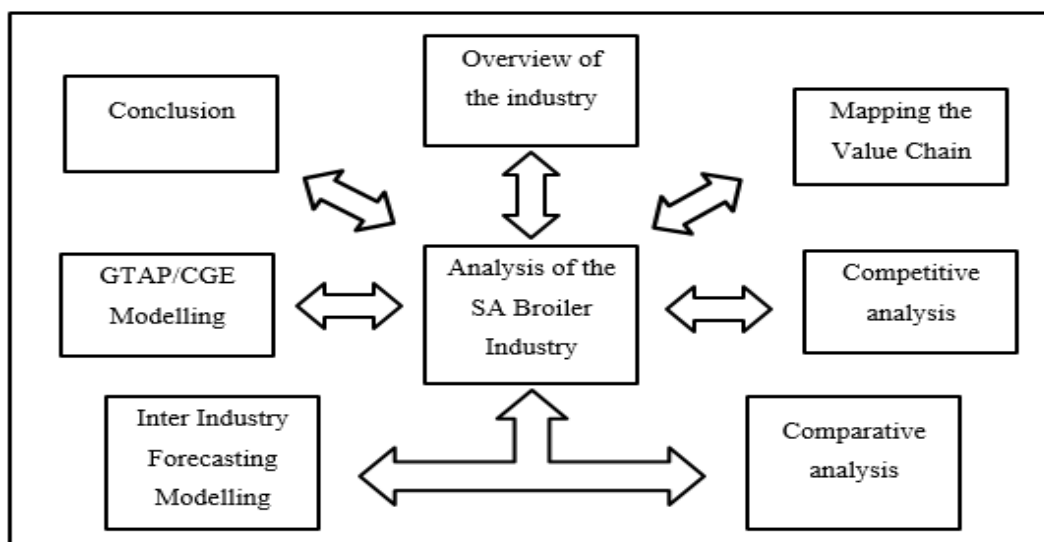 Overview of
the industry
Conclusion
Mapping the
Value Chain
GTAP/CGE
Modelling
Analysis of the
SA Broiler
Industry
Competitive
analysis
Inter Industry
Forecasting
Modelling
Comparative
analysis